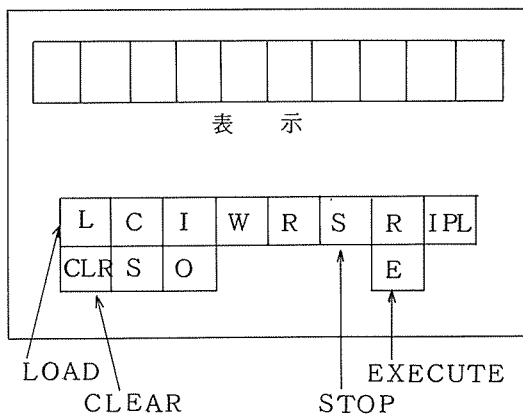 表 示
L C I W R S R IPL
CLR S O E
LOAD EXECUTE
CLEAR STOP